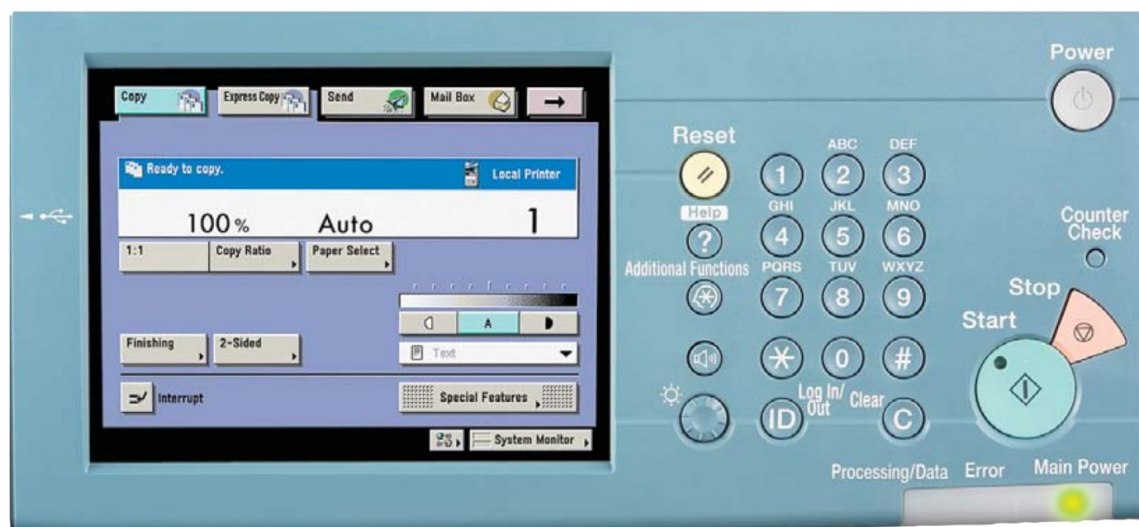 Copy
Express Copy
Send
Mail Box
Ready to copy.
Local Printer
100 %
Auto
1
1:1
Copy Ratio
Paper Select
A
Text
Finishing
2-Sided
Interrupt
Special Features
System Monitor
Power
Reset
Help
?
Additional Functions
1
ABC
2
DEF
3
GHI
4
JKL
5
MNO
6
PQRS
7
TUV
8
WXYZ
9
*
0
#
ID
Log In/
Out
Clear
C
Counter
Check
Stop
Start
Processing/Data
Error
Main Power